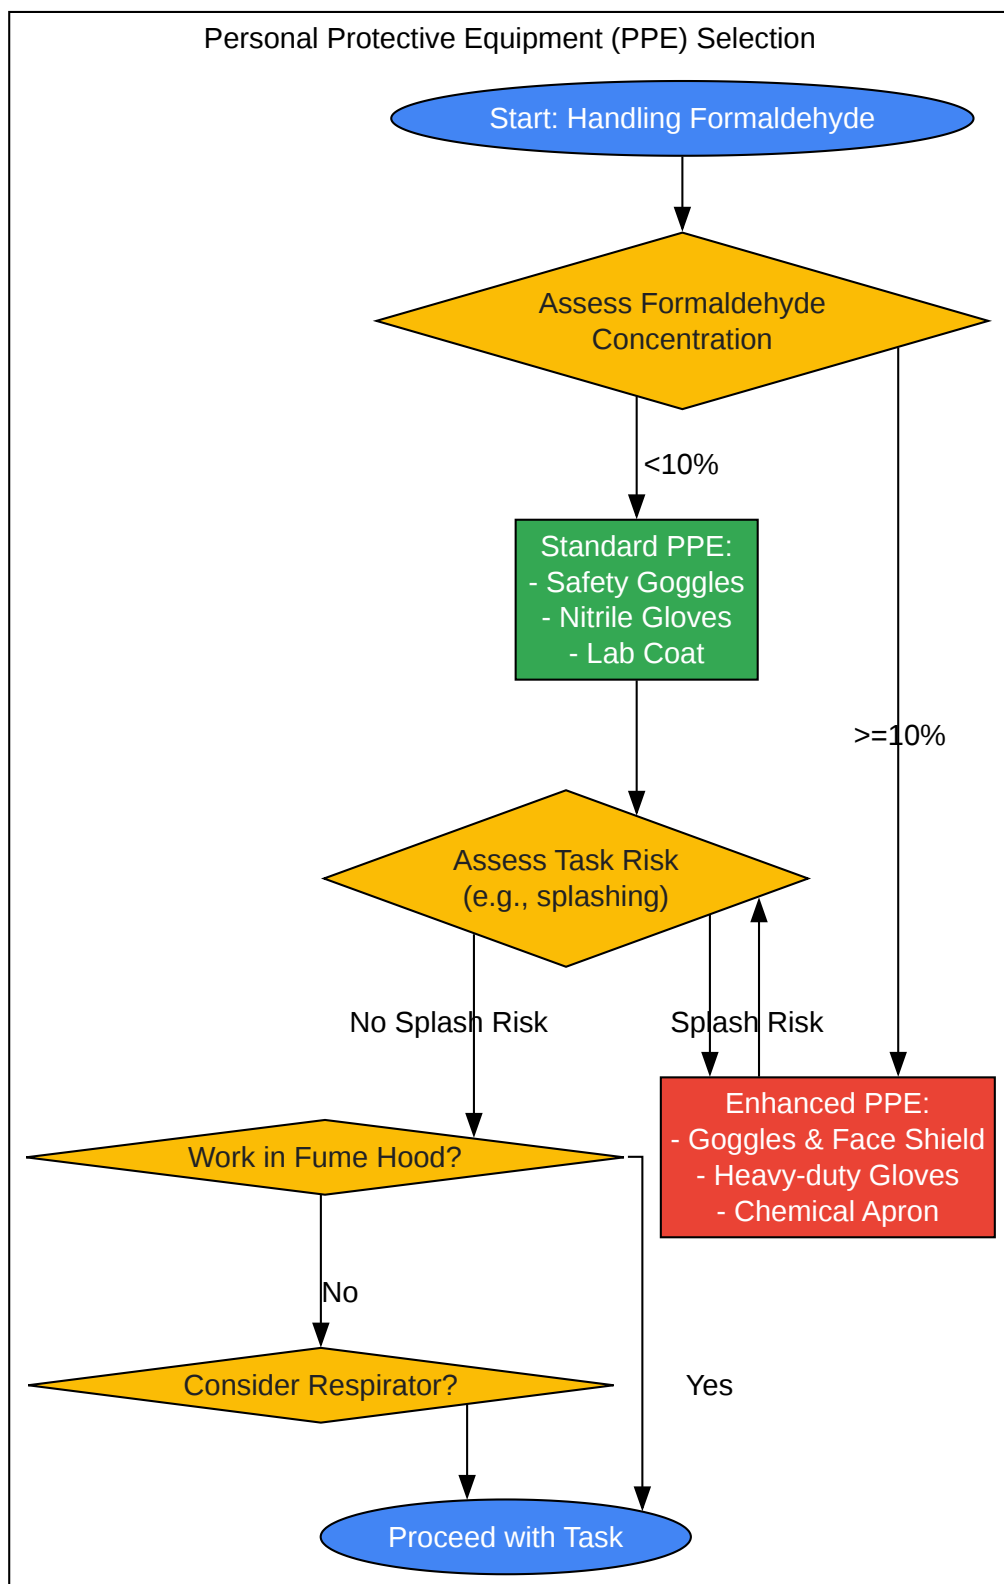 Personal Protective Equipment (PPE) Selection
Start: Handling Formaldehyde
Assess Formaldehyde
Concentration
<10%
Standard PPE:
- Safety Goggles
- Nitrile Gloves
- Lab Coat
>=10%
Assess Task Risk
(e.g., splashing)
No Splash Risk
Splash Risk
Enhanced PPE:
- Goggles & Face Shield
- Heavy-duty Gloves
- Chemical Apron
Work in Fume Hood?
No
Consider Respirator?
Yes
Proceed with Task